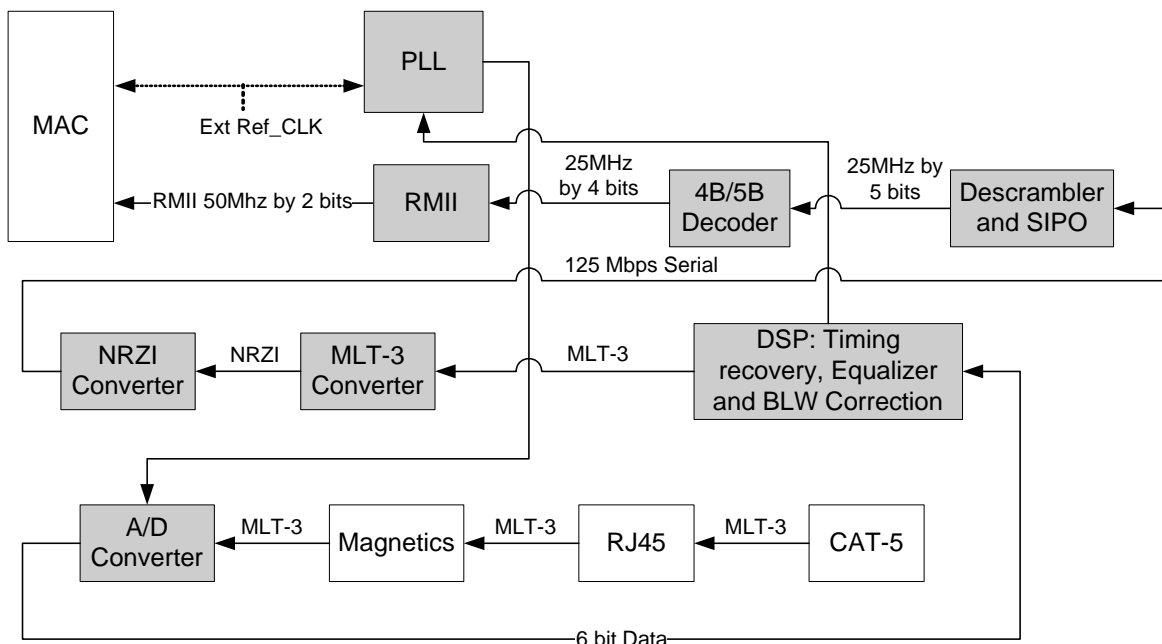 MAC
PLL
Ext Ref_CLK
RMII 50Mhz by 2 bits
RMII
25MHz
by 4 bits
4B/5B
Decoder
25MHz by
5 bits
Descrambler
and SIPO
125 Mbps Serial
NRZI
Converter
NRZI
MLT-3
Converter
MLT-3
DSP: Timing
recovery, Equalizer
and BLW Correction
A/D
Converter
MLT-3
Magnetics
MLT-3
RJ45
MLT-3
CAT-5
6 bit Data